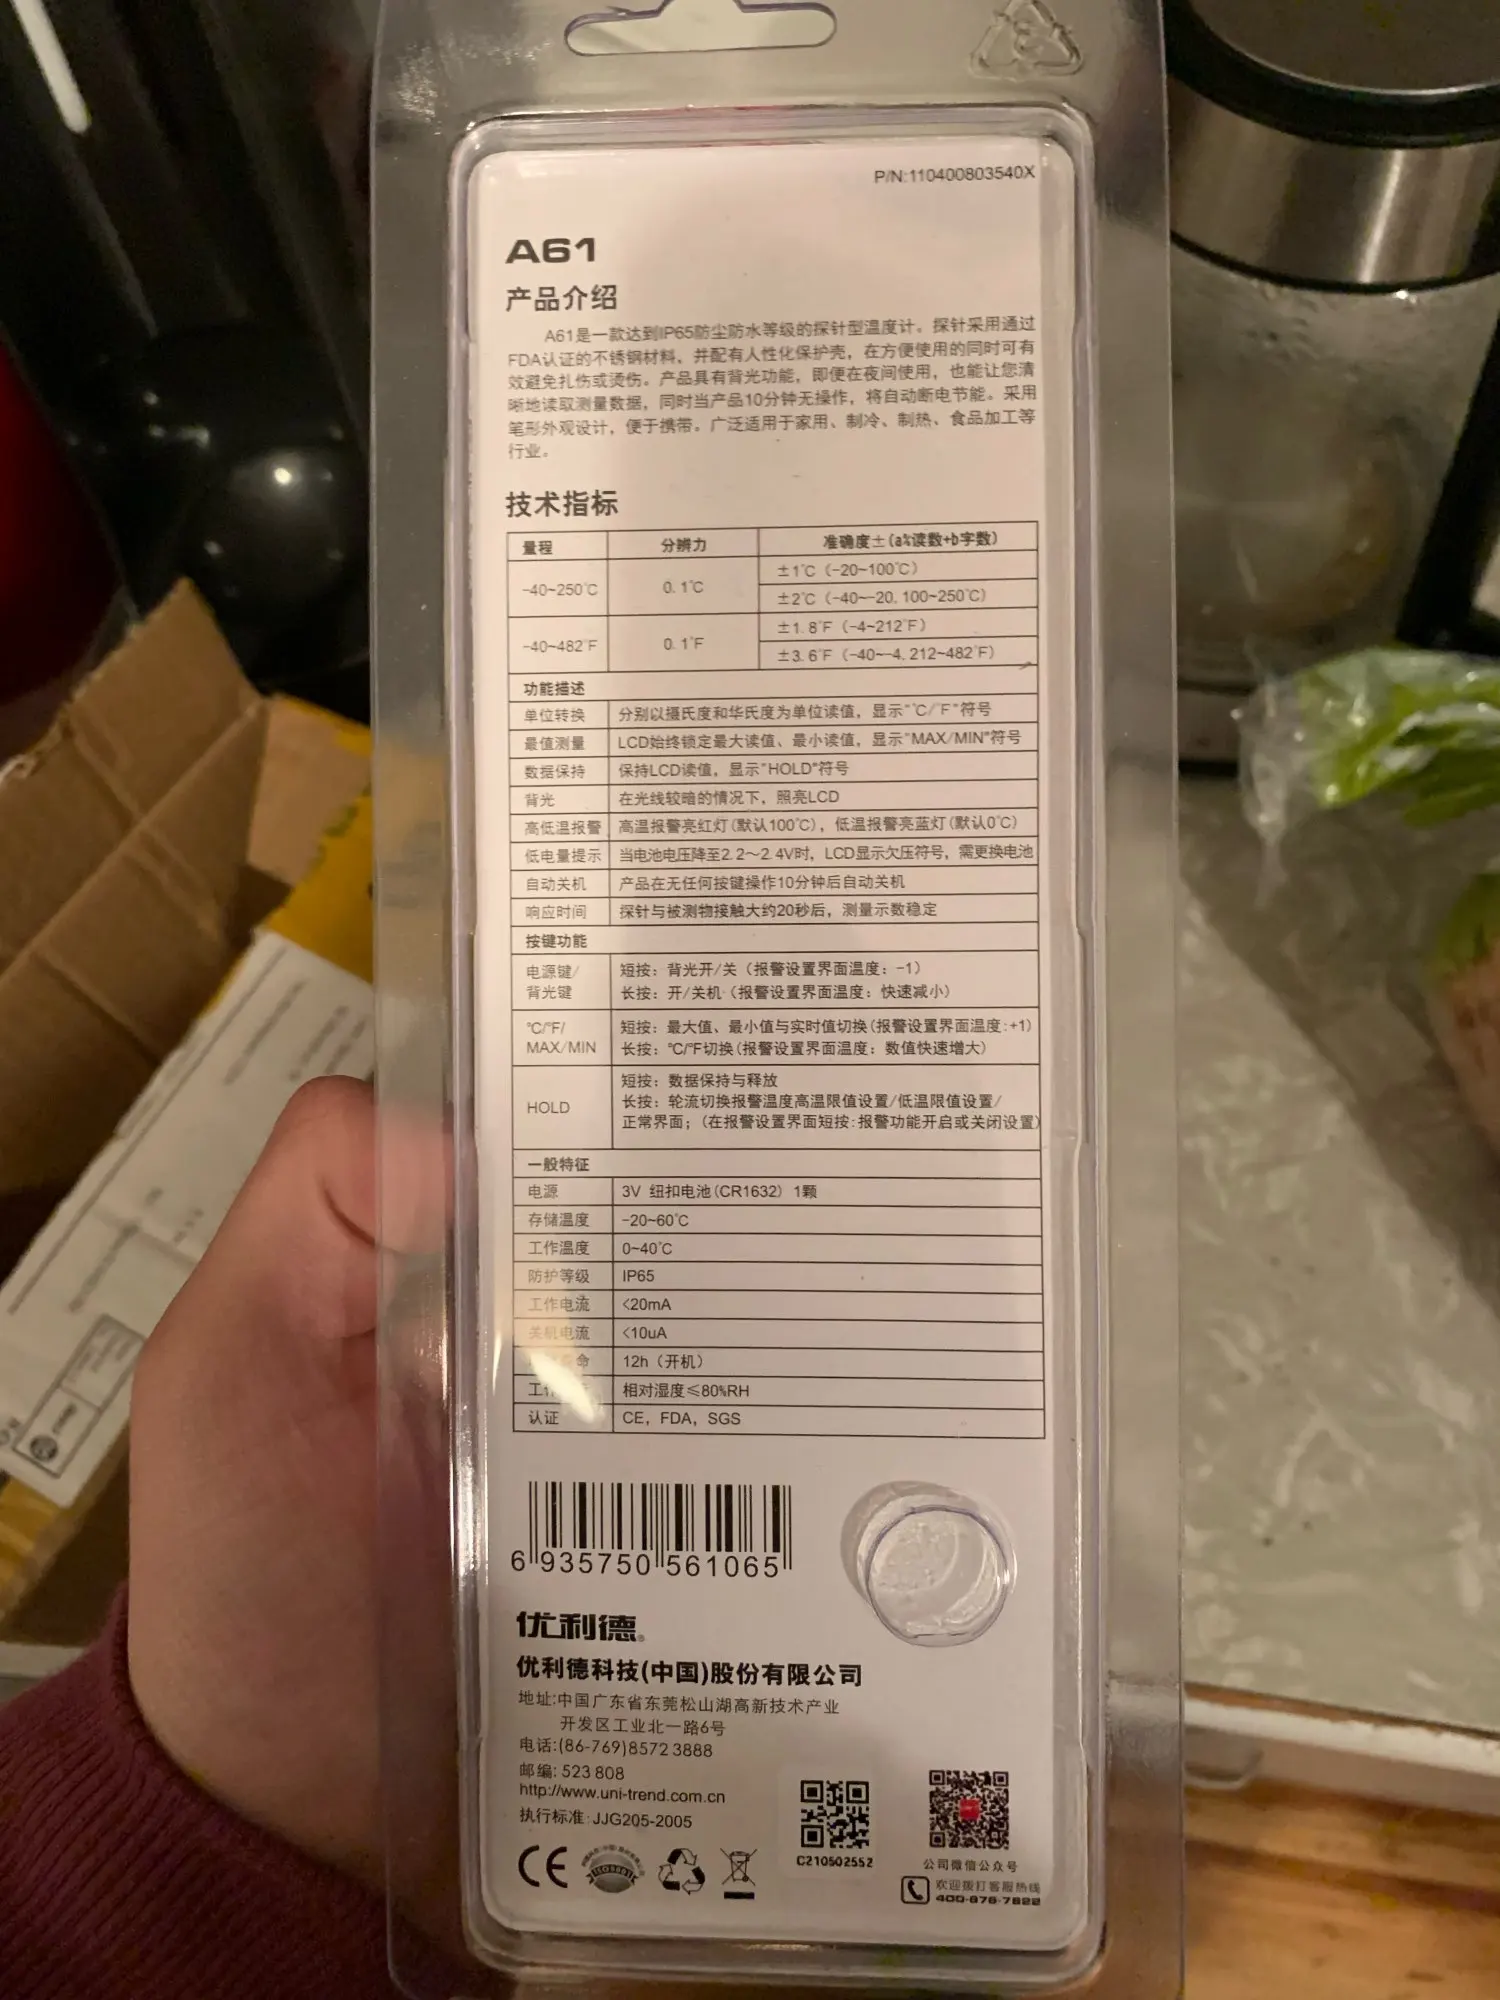 P/N:110400803540X
A61
产品介绍
A61是一款达到IP65防尘防水等级的探针型温度计。探针采用通过
FDA认证的不锈钢材料，并配有人性化保护壳，在方便使用的同时可有
效避免扎伤或烫伤。产品具有背光功能，即便在夜间使用，也能让您清
晰地读取测量数据，同时当产品10分钟无操作，将自动断电节能。采用
笔形外观设计，便于携带。广泛适用于家用、制冷、制热、食品加工等
行业。
技术指标
量程 分辨力 准确度±(a%读数+b字数)
-40~250℃ 0.1℃ ±1℃ (-20~100℃)
±2℃ (-40~-20, 100~250℃)
-40~482℉ 0.1℉ ±1.8℉ (-4~212℉)
±3.6℉ (-40~-4, 212~482℉)
功能描述
单位转换 分别以摄氏度和华氏度为单位读值，显示"℃/℉"符号
最值测量 LCD始终锁定最大读值、最小读值，显示"MAX/MIN"符号
数据保持 保持LCD读值，显示"HOLD"符号
背光 在光线较暗的情况下，照亮LCD
高低温报警 高温报警亮红灯(默认100℃)，低温报警亮蓝灯(默认0℃)
低电量提示 当电池电压降至2.2～2.4V时，LCD显示欠压符号，需更换电池
自动关机 产品在无任何按键操作10分钟后自动关机
响应时间 探针与被测物接触大约20秒后，测量示数稳定
按键功能
电源键/
背光键
短按：背光开/关（报警设置界面温度：-1）
长按：开/关机（报警设置界面温度：快速减小）
℃/℉/
MAX/MIN
短按：最大值、最小值与实时值切换(报警设置界面温度:+1)
长按：℃/℉切换(报警设置界面温度：数值快速增大)
HOLD
短按：数据保持与释放
长按：轮流切换报警温度高温限值设置/低温限值设置/
正常界面；(在报警设置界面短按:报警功能开启或关闭设置)
一般特征
电源 3V 纽扣电池(CR1632) 1颗
存储温度 -20~60℃
工作温度 0~40℃
防护等级 IP65
工作电流 <20mA
关机电流 <10uA
命 12h（开机）
工 相对湿度≤80%RH
认证 CE，FDA，SGS
6 935750 561065
优利德®
优利德科技(中国)股份有限公司
地址:中国广东省东莞松山湖高新技术产业
开发区工业北一路6号
电话:(86-769)8572 3888
邮编: 523 808
http://www.uni-trend.com.cn
执行标准: JJG205-2005
CE
ISO9001
C210502552
公司微信公众号
欢迎拨打客服热线
400-876-7822